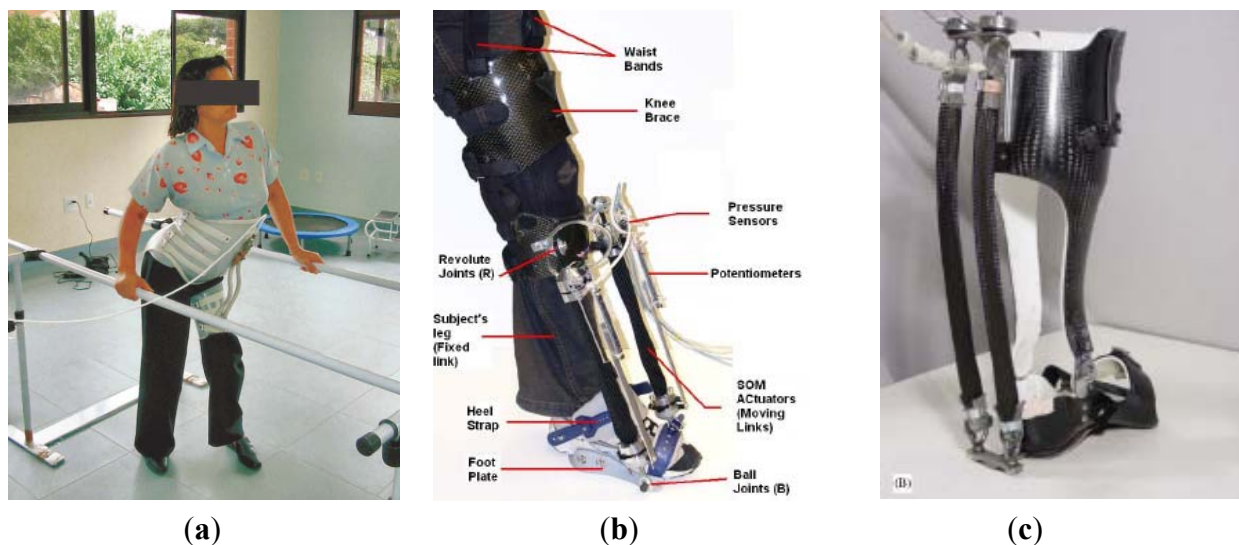 Waist
Bands
Knee
Brace
Pressure
Sensors
Revolute
Joints (R)
Potentiometers
Subject's
leg
(Fixed
link)
SOM
ACtuators
(Moving
Links)
Heel
Strap
Foot
Plate
Ball
Joints (B)
(B)
(a)
(b)
(c)